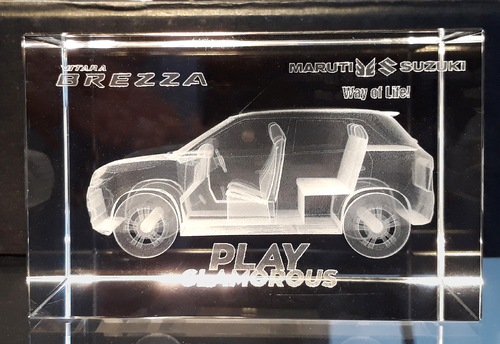 VITARA
BREZZA
MARUTI SUZUKI
Way of Life!
PLAY
GLAMOROUS